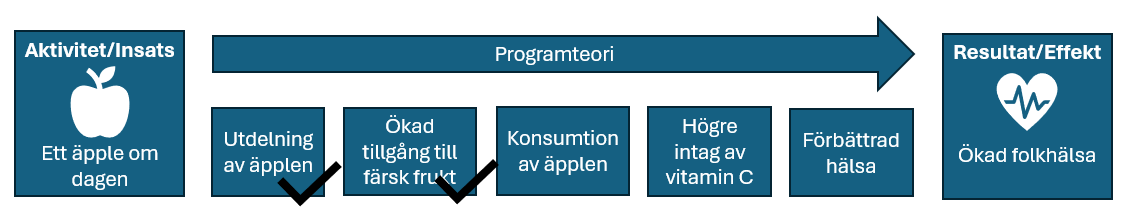 Aktivitet/Insats
Ett äpple om
dagen
Programteori
Utdelning
av äpplen
Ökad
tillgång till
färsk frukt
Konsumtion
av äpplen
Högre
intag av
vitamin C
Förbättrad
hälsa
Resultat/Effekt
Ökad folkhälsa